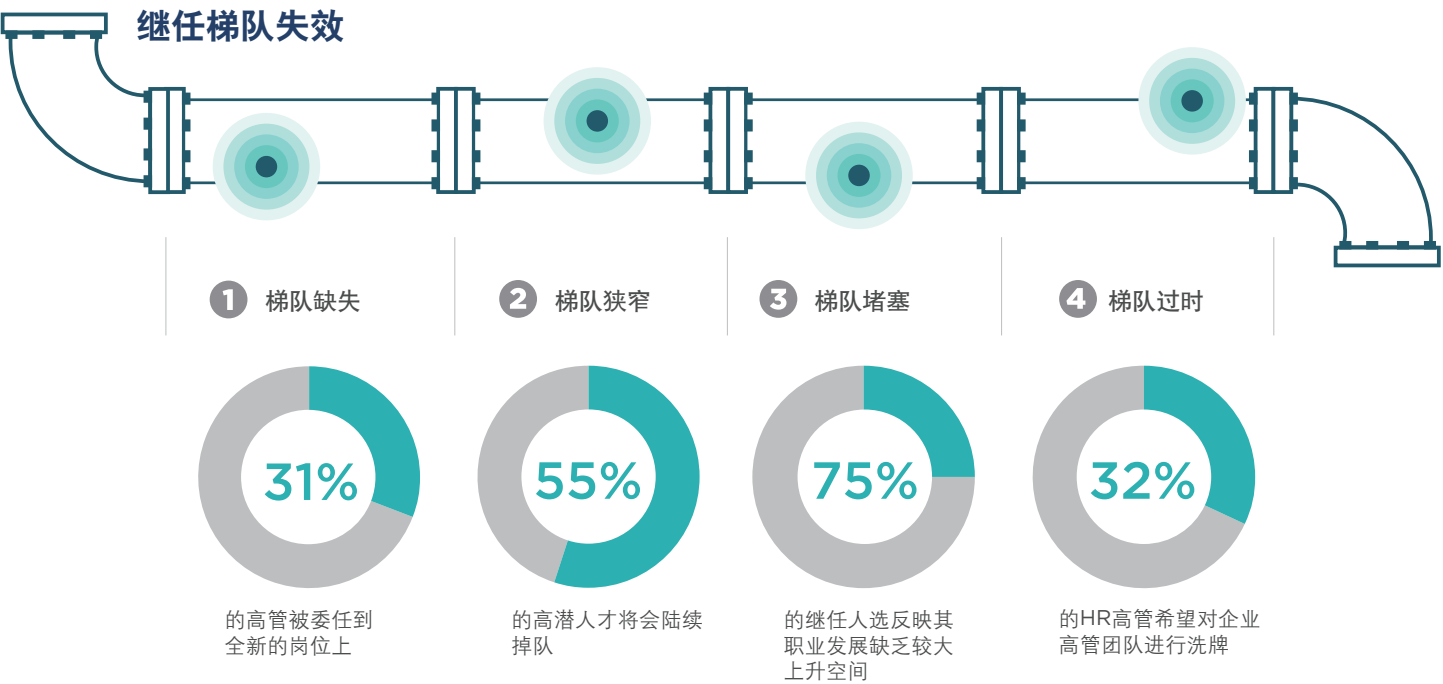 继任梯队失效
1 梯队缺失
2 梯队狭窄
3 梯队堵塞
4 梯队过时
31%
55%
75%
32%
的高管被委任到
全新的岗位上
的高潜人才将会陆续
掉队
的继任人选反映其
职业发展缺乏较大
上升空间
的HR高管希望对企业
高管团队进行洗牌